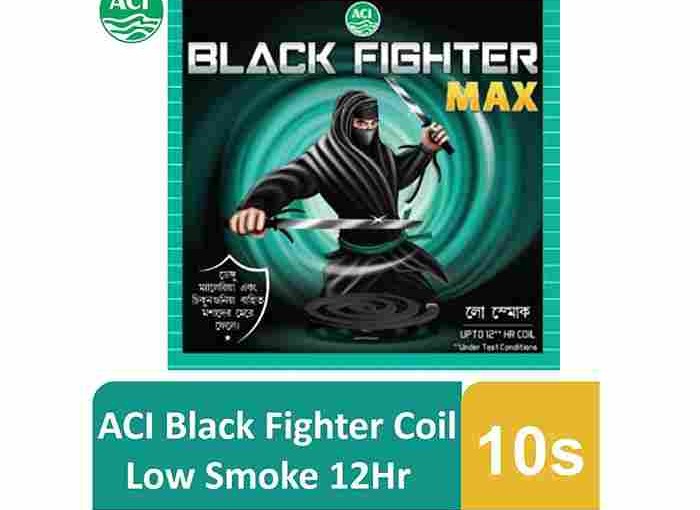 ACI
ACI
BLACK FIGHTER
MAX
ডেঙ্গু
ম্যালেরিয়া এবং
চিকুনগুনিয়া বাহিত
মশাদের মেরে
ফেলে।
লো স্মোক
UPTO 12** HR COIL
**Under Test Conditions
ACI Black Fighter Coil
Low Smoke 12Hr
10s